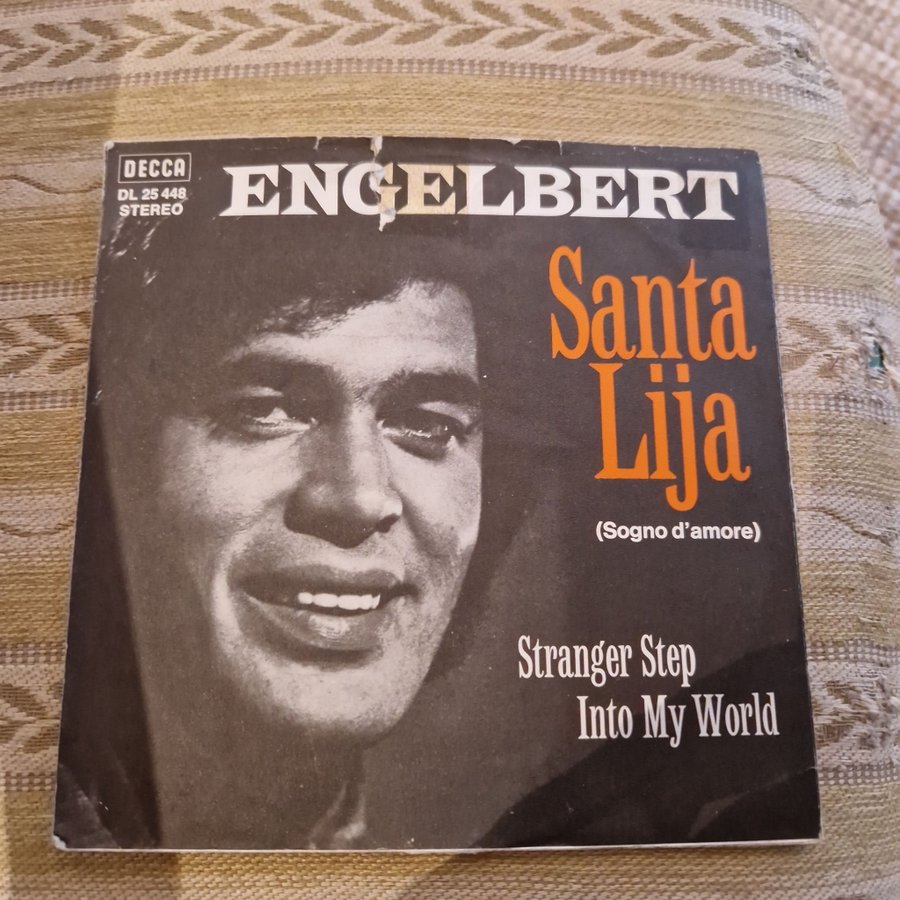 DECCA
DL 25 448
STEREO
ENGELBERT
Santa
Lija
(Sogno d'amore)
Stranger Step
Into My World